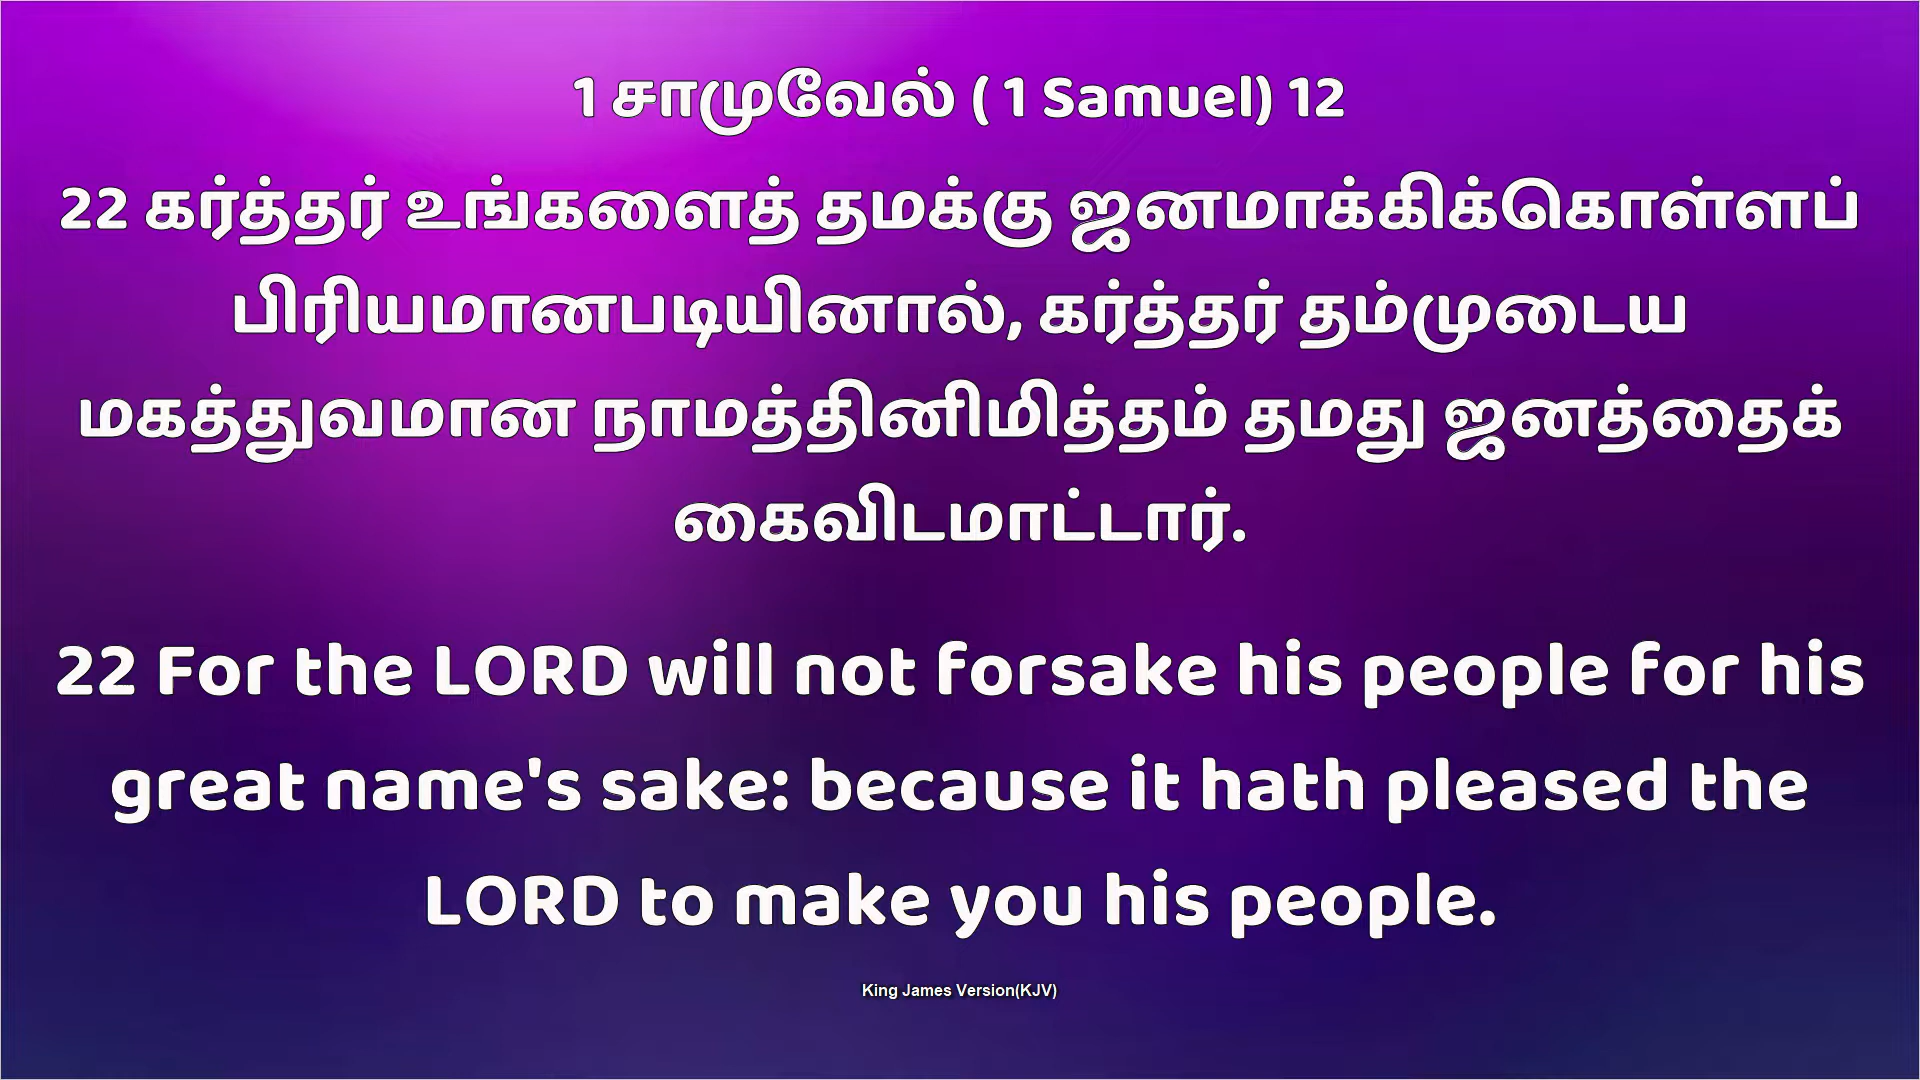 1 சாமுவேல் ( 1 Samuel) 12
22 கர்த்தர் உங்களைத் தமக்கு ஜனமாக்கிக்கொள்ளப்
பிரியமானபடியினால், கர்த்தர் தம்முடைய
மகத்துவமான நாமத்தினிமித்தம் தமது ஜனத்தைக்
கைவிடமாட்டார்.
22 For the LORD will not forsake his people for his
great name's sake: because it hath pleased the
LORD to make you his people.
King James Version(KJV)